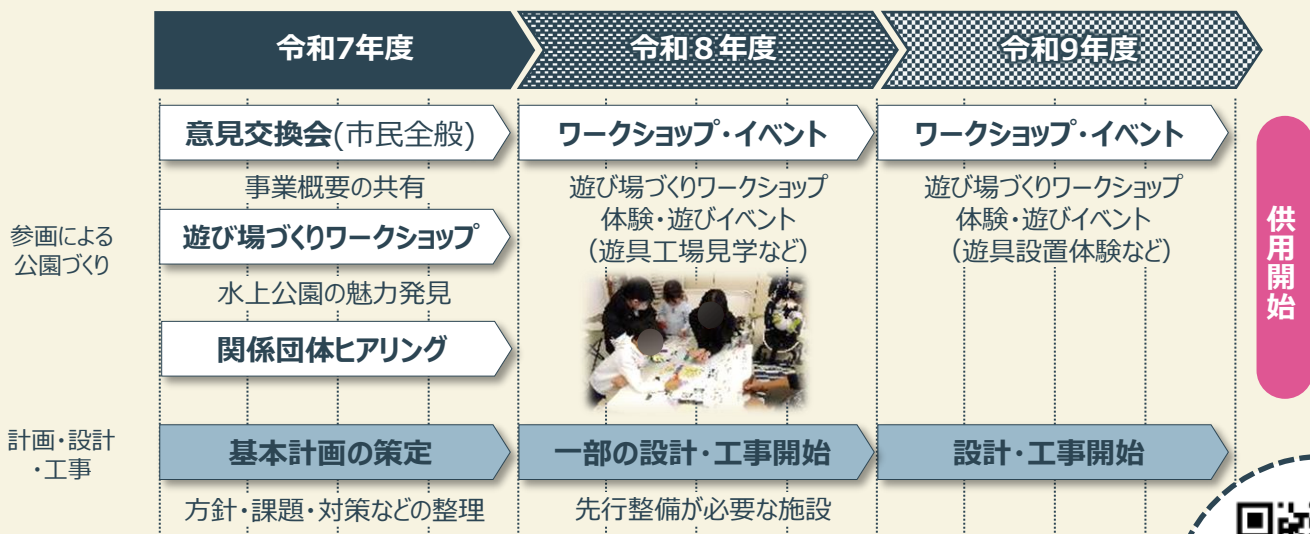 令和7年度
令和８年度
令和9年度
参画による
公園づくり
意見交換会(市民全般)
事業概要の共有
遊び場づくりワークショップ
水上公園の魅力発見
関係団体ヒアリング
ワークショップ・イベント
遊び場づくりワークショップ
体験・遊びイベント
（遊具工場見学など）
ワークショップ・イベント
遊び場づくりワークショップ
体験・遊びイベント
（遊具設置体験など）
供用開始
計画・設計
・工事
基本計画の策定
方針・課題・対策などの整理
一部の設計・工事開始
先行整備が必要な施設
設計・工事開始